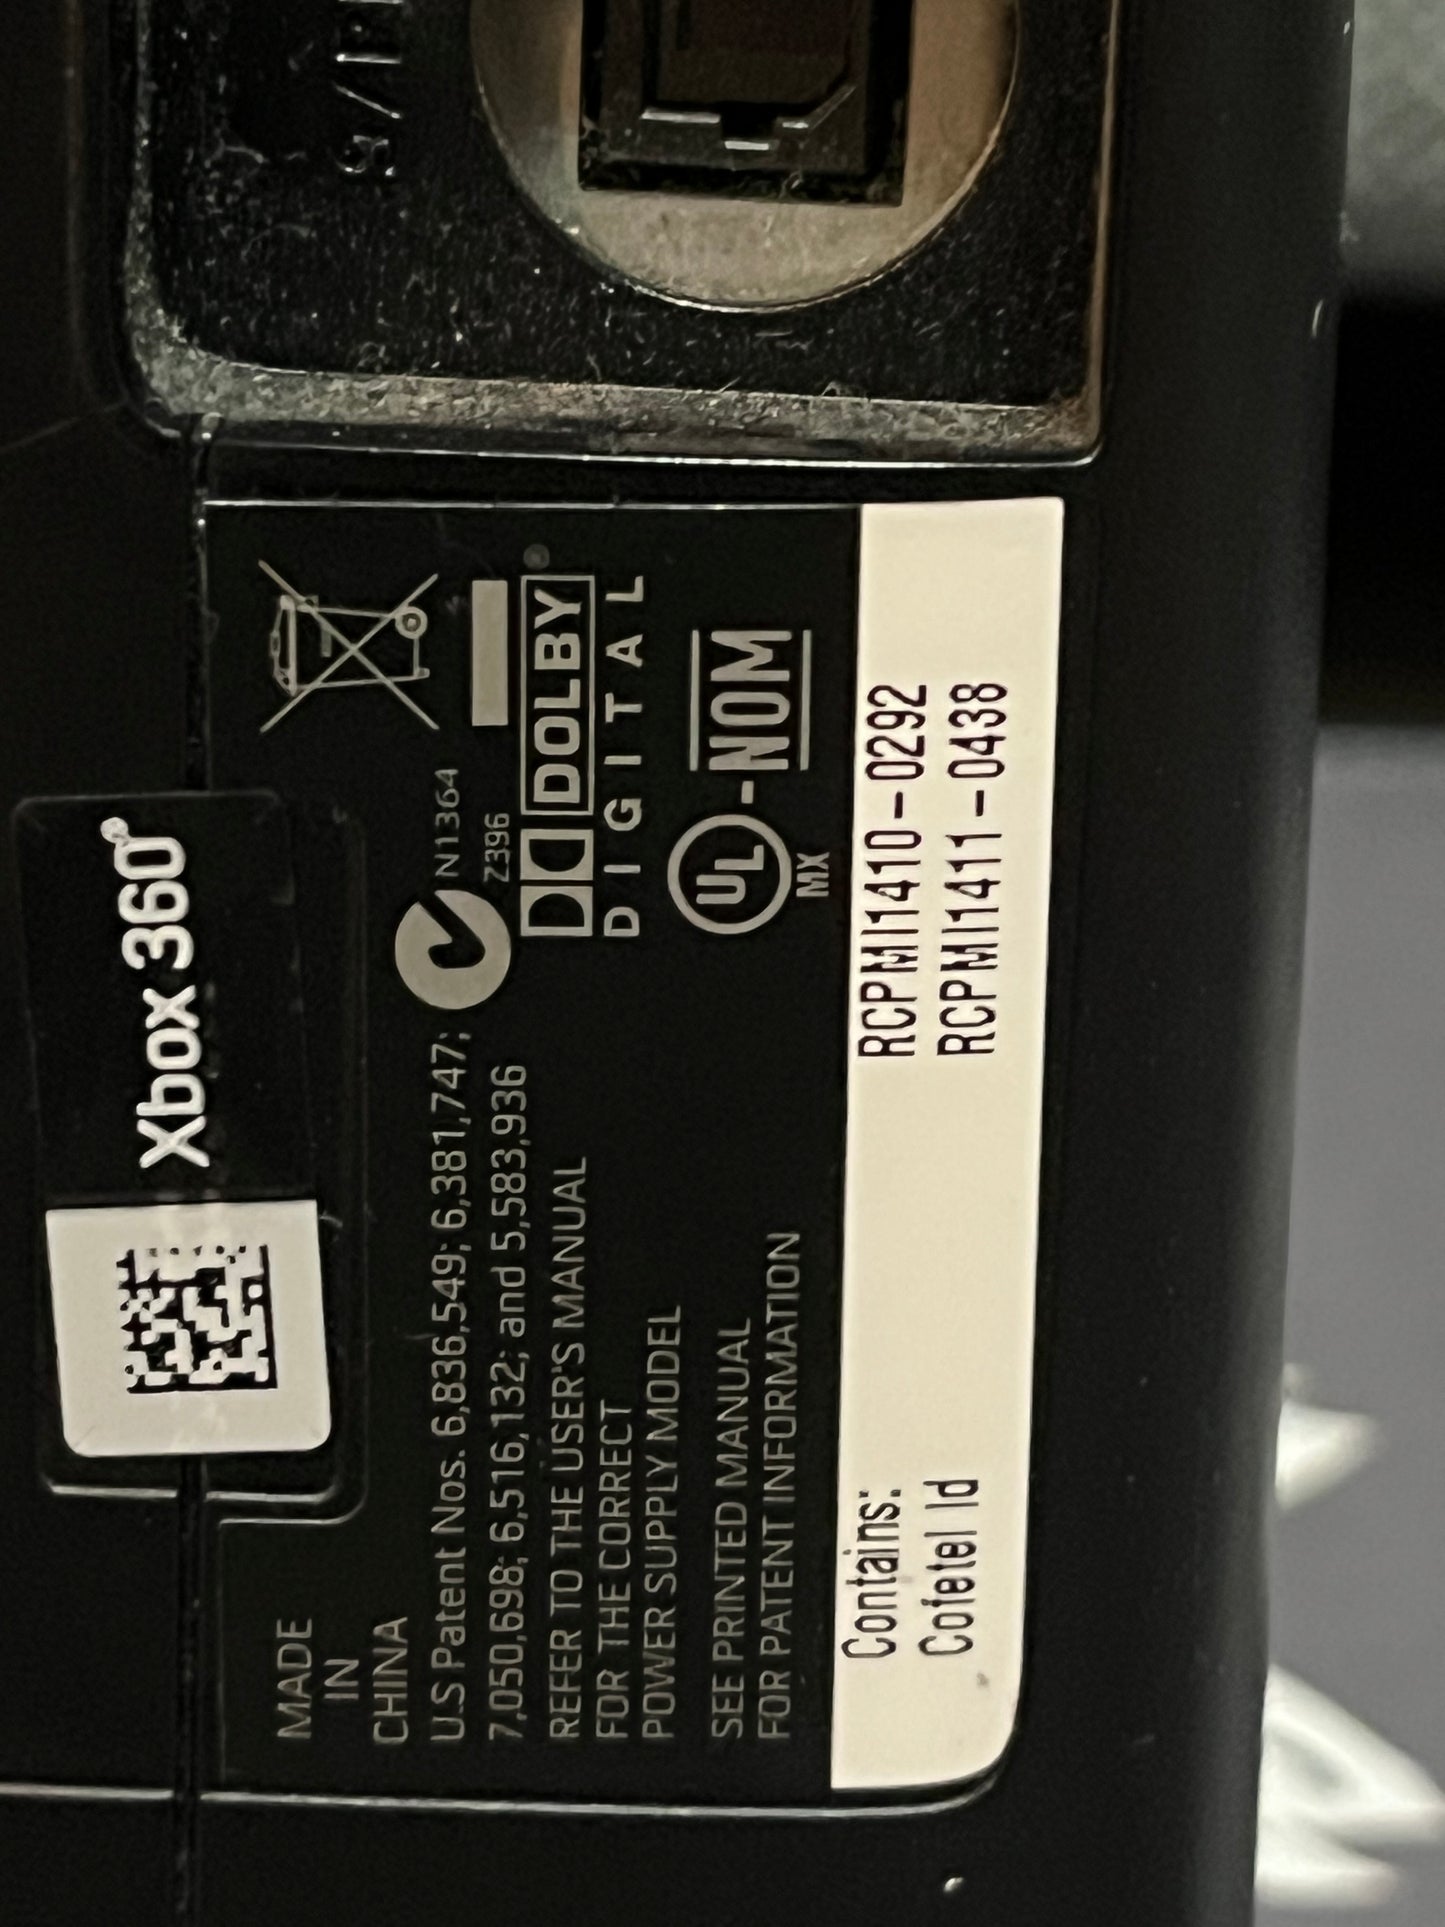 S/PDIF
Xbox 360®
MADE
IN
CHINA
U.S Patent Nos. 6,836,549; 6,381,747;
7,050,698; 6,516,132; and 5,583,936
REFER TO THE USER'S MANUAL
FOR THE CORRECT
POWER SUPPLY MODEL
SEE PRINTED MANUAL
FOR PATENT INFORMATION
N1364
Z396
DOLBY
DIGITAL
UL-NOM
MX
Contains:
Cofetel Id
RCPMI1410-0292
RCPMI1411-0438